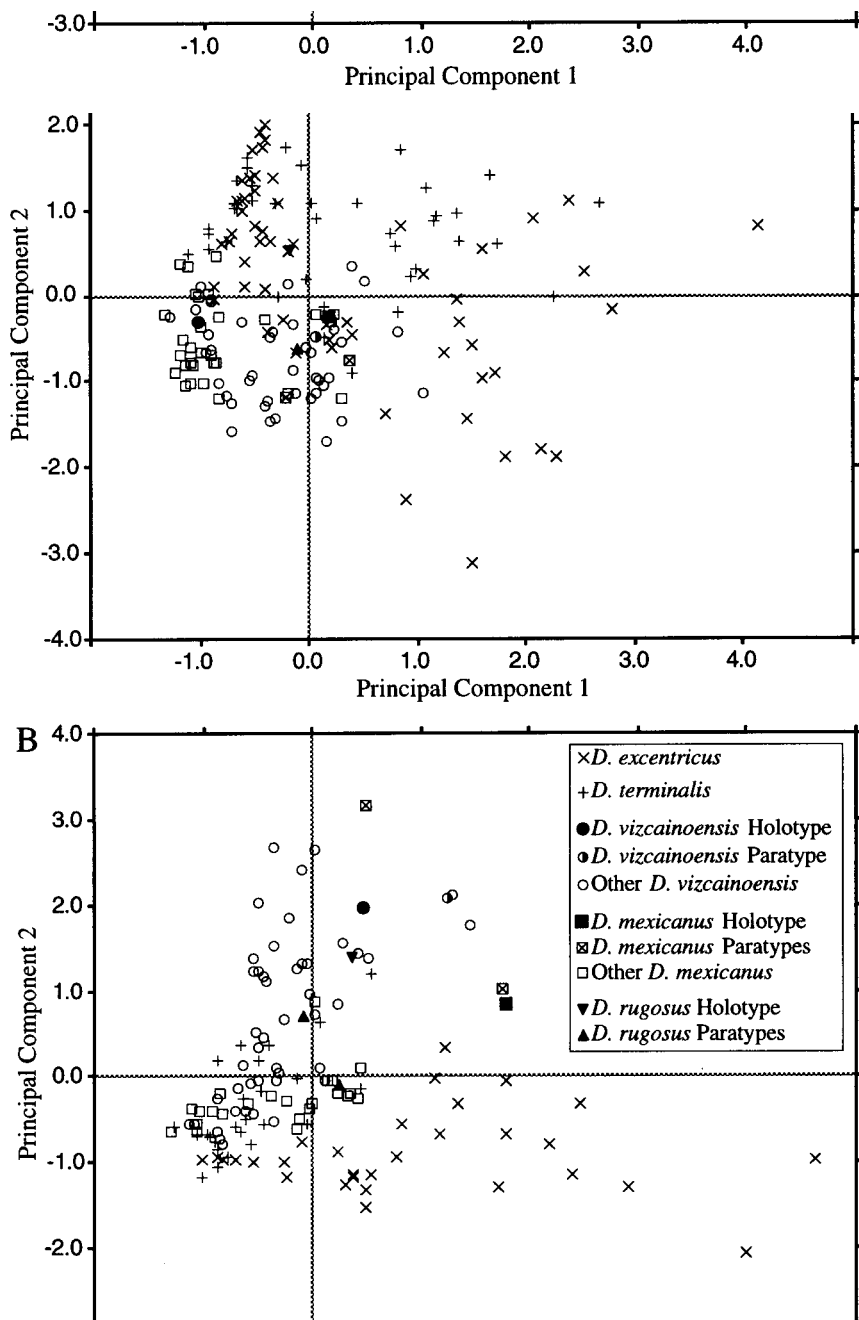 -3.0
-1.0 0.0 1.0 2.0 3.0 4.0
Principal Component 1
2.0
1.0
0.0
-1.0
-2.0
-3.0
-4.0
Principal Component 2
-1.0 0.0 1.0 2.0 3.0 4.0
Principal Component 1
B
4.0
3.0
2.0
1.0
0.0
-1.0
-2.0
Principal Component 2
D. excentricus
D. terminalis
D. vizcainoensis Holotype
D. vizcainoensis Paratype
Other D. vizcainoensis
D. mexicanus Holotype
D. mexicanus Paratypes
Other D. mexicanus
D. rugosus Holotype
D. rugosus Paratypes